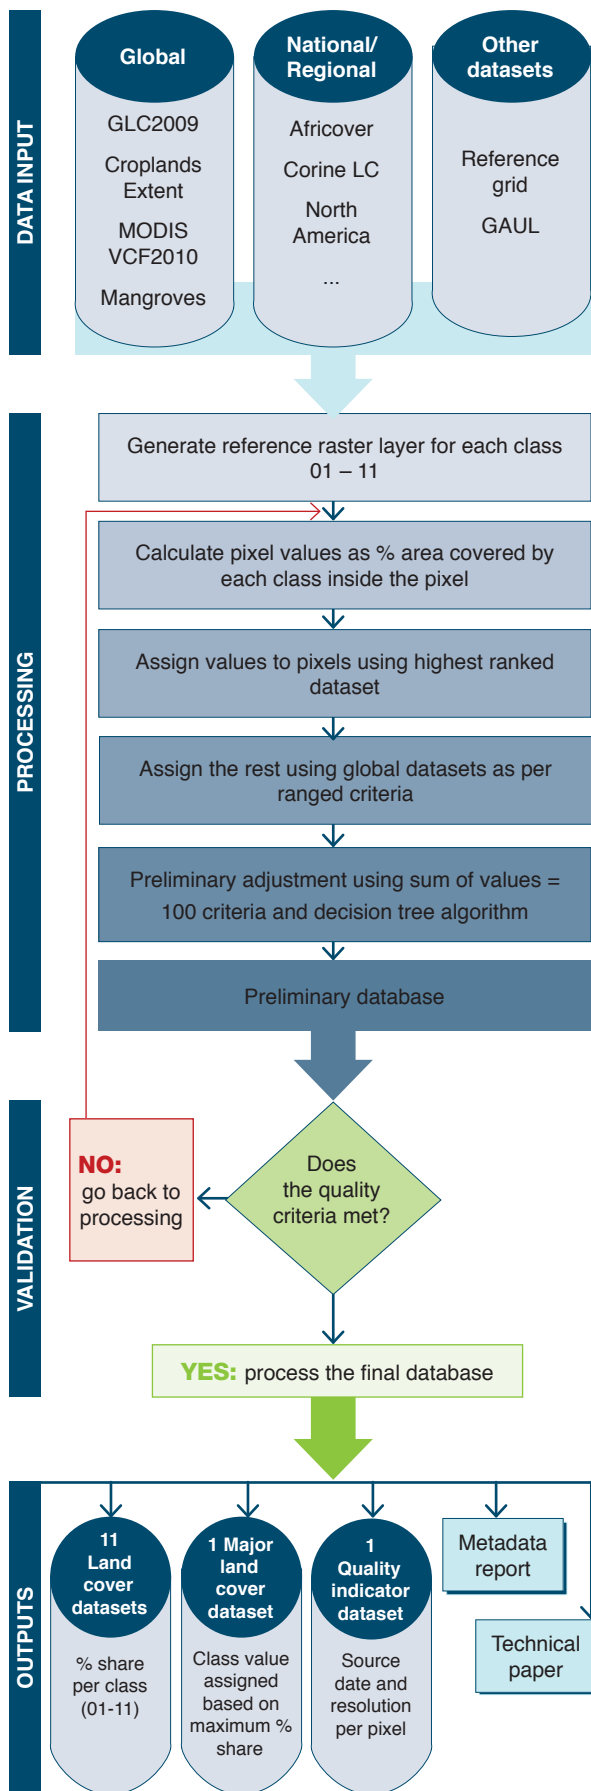 DATA INPUT
Global
GLC2009
Croplands
Extent
MODIS
VCF2010
Mangroves
National/
Regional
Africover
Corine LC
North
America
...
Other
datasets
Reference
grid
GAUL
PROCESSING
Generate reference raster layer for each class
01 – 11
Calculate pixel values as % area covered by
each class inside the pixel
Assign values to pixels using highest ranked
dataset
Assign the rest using global datasets as per
ranged criteria
Preliminary adjustment using sum of values =
100 criteria and decision tree algorithm
Preliminary database
VALIDATION
Does
the quality
criteria met?
NO:
go back to
processing
YES: process the final database
OUTPUTS
11
Land
cover
datasets
% share
per class
(01-11)
1 Major
land
cover
dataset
Class value
assigned
based on
maximum %
share
1
Quality
indicator
dataset
Source
date and
resolution
per pixel
Metadata
report
Technical
paper